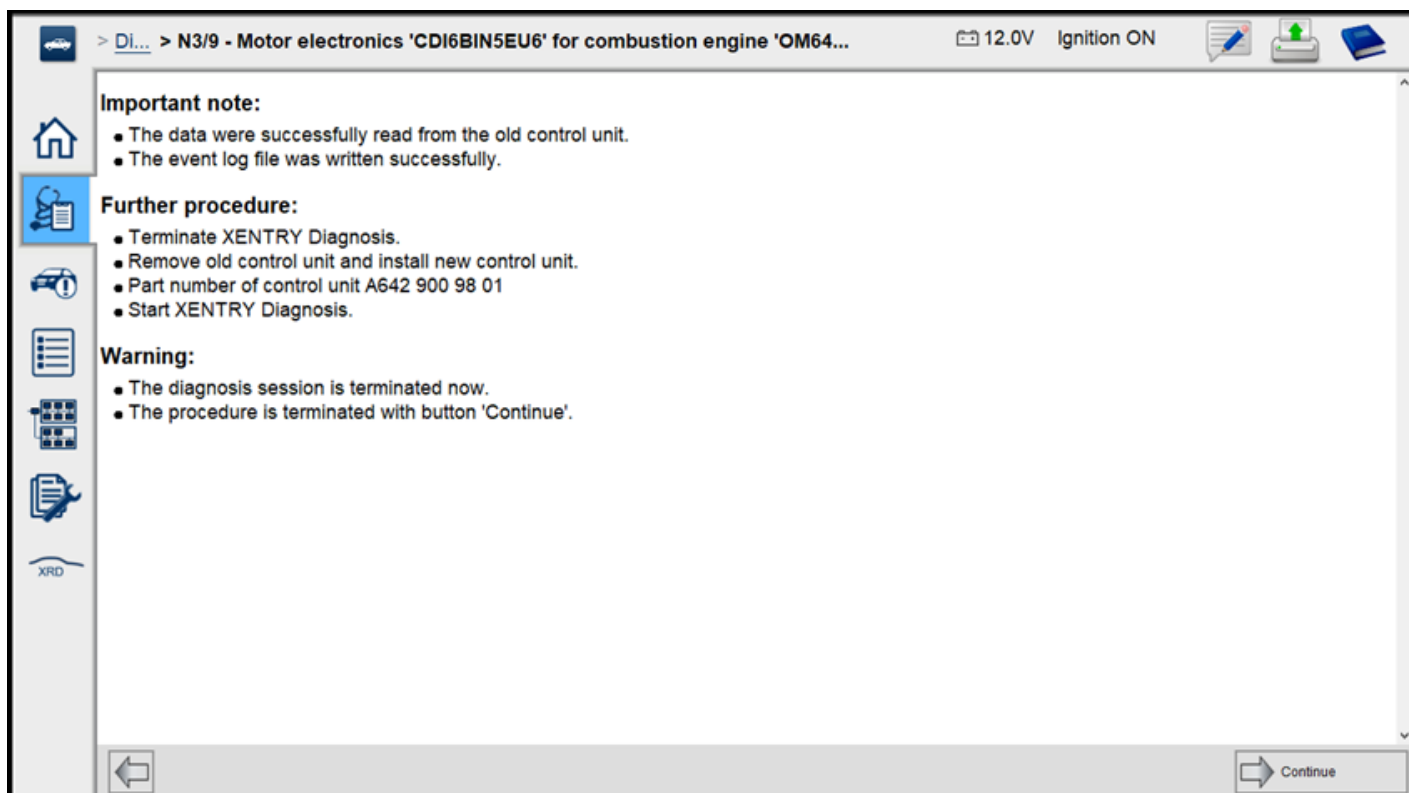 > Di... > N3/9 - Motor electronics 'CDI6BIN5EU6' for combustion engine 'OM64... 12.0V Ignition ON
Important note:
• The data were successfully read from the old control unit.
• The event log file was written successfully.
Further procedure:
• Terminate XENTRY Diagnosis.
• Remove old control unit and install new control unit.
• Part number of control unit A642 900 98 01
• Start XENTRY Diagnosis.
Warning:
• The diagnosis session is terminated now.
• The procedure is terminated with button 'Continue'.
XRD
Continue